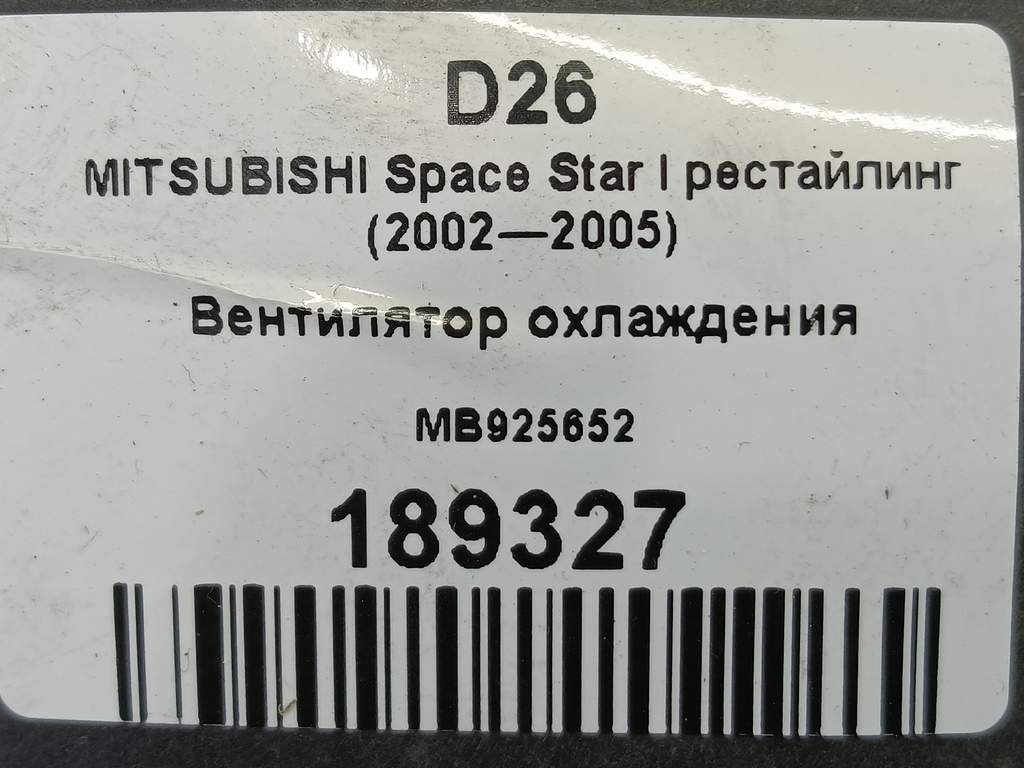 D26
MITSUBISHI Space Star I рестайлинг
(2002—2005)
Вентилятор охлаждения
MB925652
189327